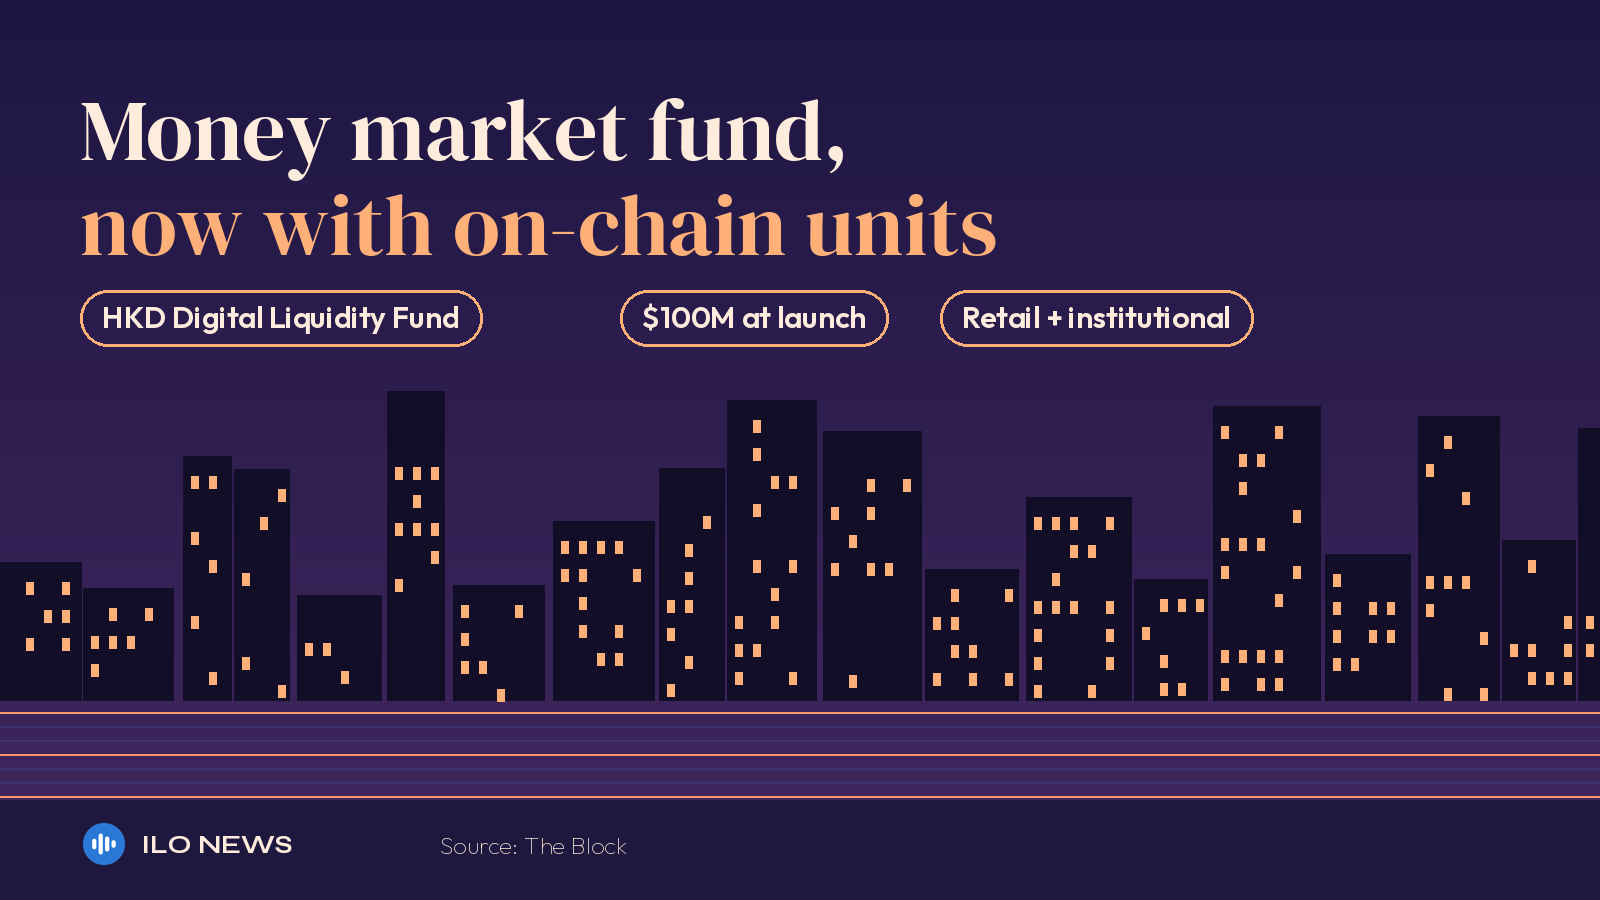 Money market fund,
now with on-chain units
HKD Digital Liquidity Fund
$100M at launch
Retail + institutional
ILO NEWS
Source: The Block